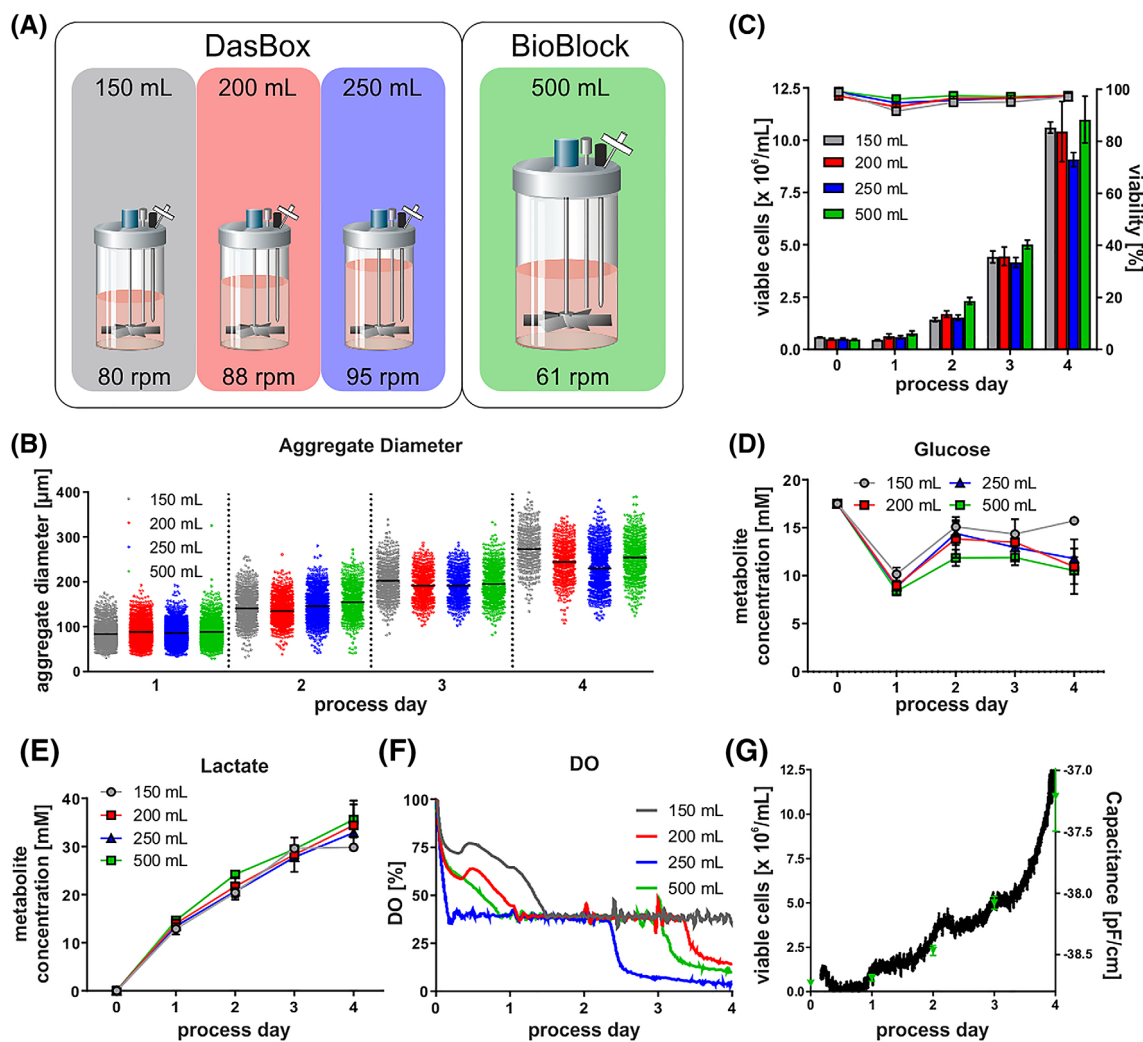 (A)
DasBox
BioBlock
150 mL
200 mL
250 mL
500 mL
80 rpm
88 rpm
95 rpm
61 rpm
(C)
12.5
10.0
7.5
5.0
2.5
0.0
viable cells [x 10⁶/mL]
150 mL
200 mL
250 mL
500 mL
100
80
60
40
20
0
viability [%]
0 1 2 3 4
process day
(B)
Aggregate Diameter
aggregate diameter [µm]
400
300
200
100
0
150 mL
200 mL
250 mL
500 mL
1 2 3 4
process day
(D)
Glucose
metabolite concentration [mM]
20
15
10
5
0
150 mL 250 mL
200 mL 500 mL
0 1 2 3 4
process day
(E)
Lactate
metabolite concentration [mM]
40
30
20
10
0
150 mL
200 mL
250 mL
500 mL
0 1 2 3 4
process day
(F)
DO
DO [%]
100
75
50
25
0
150 mL
200 mL
250 mL
500 mL
0 1 2 3 4
process day
(G)
viable cells [x 10⁶/mL]
12.5
10.0
7.5
5.0
2.5
0.0
-37.0
-37.5
-38.0
-38.5
Capacitance [pF/cm]
0 1 2 3 4
process day